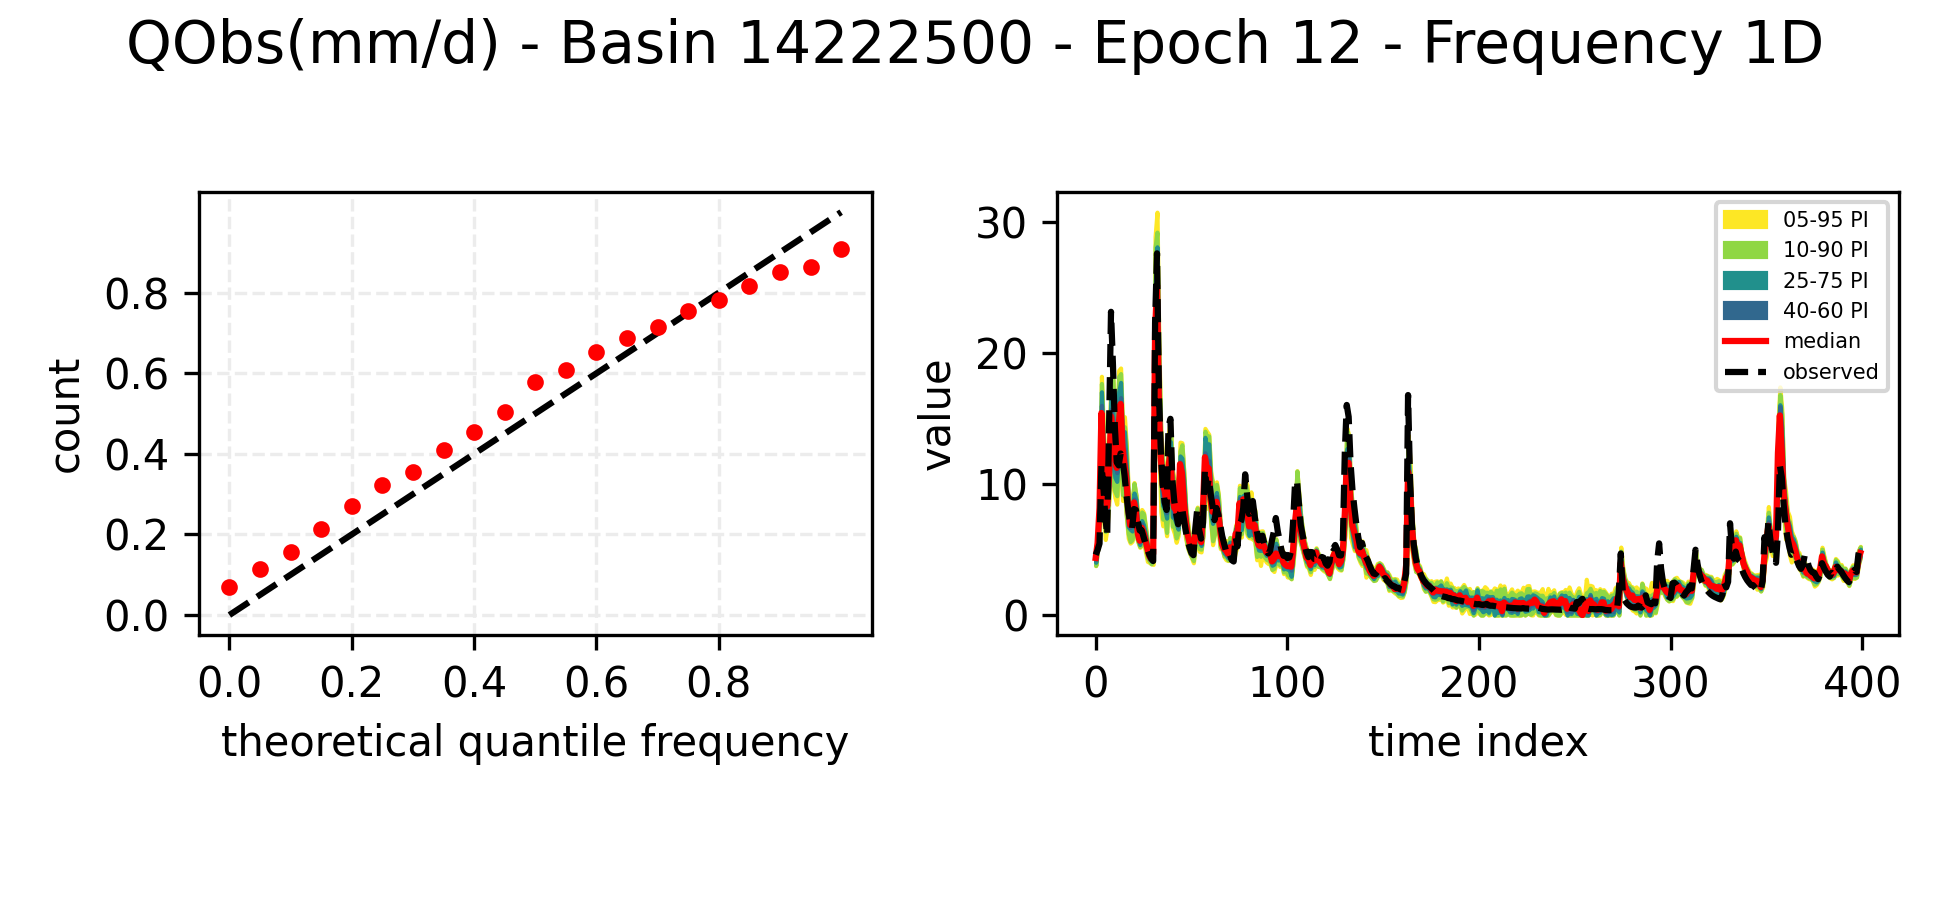 QObs(mm/d) - Basin 14222500 - Epoch 12 - Frequency 1D
count
0.8
0.6
0.4
0.2
0.0
0.0 0.2 0.4 0.6 0.8
theoretical quantile frequency
value
30
20
10
0
0 100 200 300 400
time index
05-95 PI
10-90 PI
25-75 PI
40-60 PI
median
observed